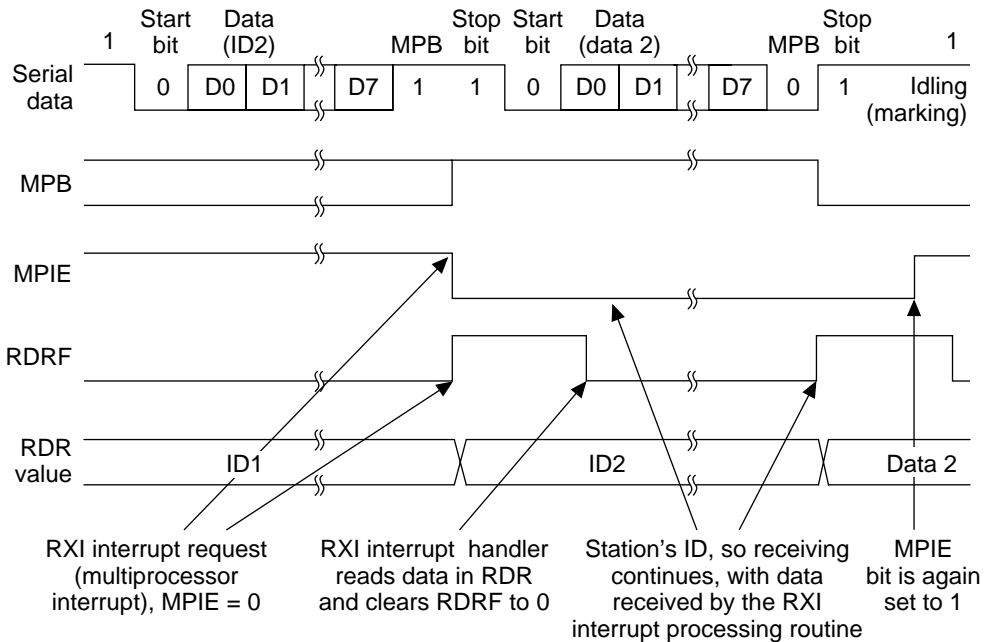 Start Data Stop Start Data Stop
1 bit (ID2) MPB bit bit (data 2) MPB bit 1
Serial data 0 D0 D1 D7 1 1 0 D0 D1 D7 0 1 Idling (marking)
MPB
MPIE
RDRF
RDR value ID1 ID2 Data 2
RXI interrupt request
(multiprocessor
interrupt), MPIE = 0
RXI interrupt handler
reads data in RDR
and clears RDRF to 0
Station's ID, so receiving
continues, with data
received by the RXI
interrupt processing routine
MPIE
bit is again
set to 1